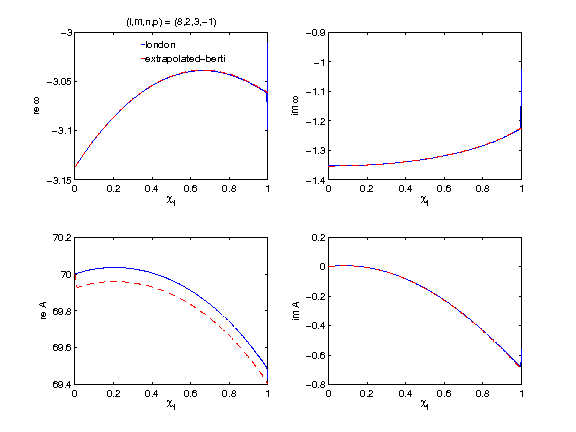 (l,m,n,p) = (8,2,3,−1)
−3
−3.05
−3.1
−3.15
re ω
london
extrapolated−berti
0 0.2 0.4 0.6 0.8 1
χf
−0.9
−1
−1.1
−1.2
−1.3
−1.4
im ω
0 0.2 0.4 0.6 0.8 1
χf
70.2
70
69.8
69.6
69.4
re A
0 0.2 0.4 0.6 0.8 1
χf
0.2
0
−0.2
−0.4
−0.6
−0.8
im A
0 0.2 0.4 0.6 0.8 1
χf